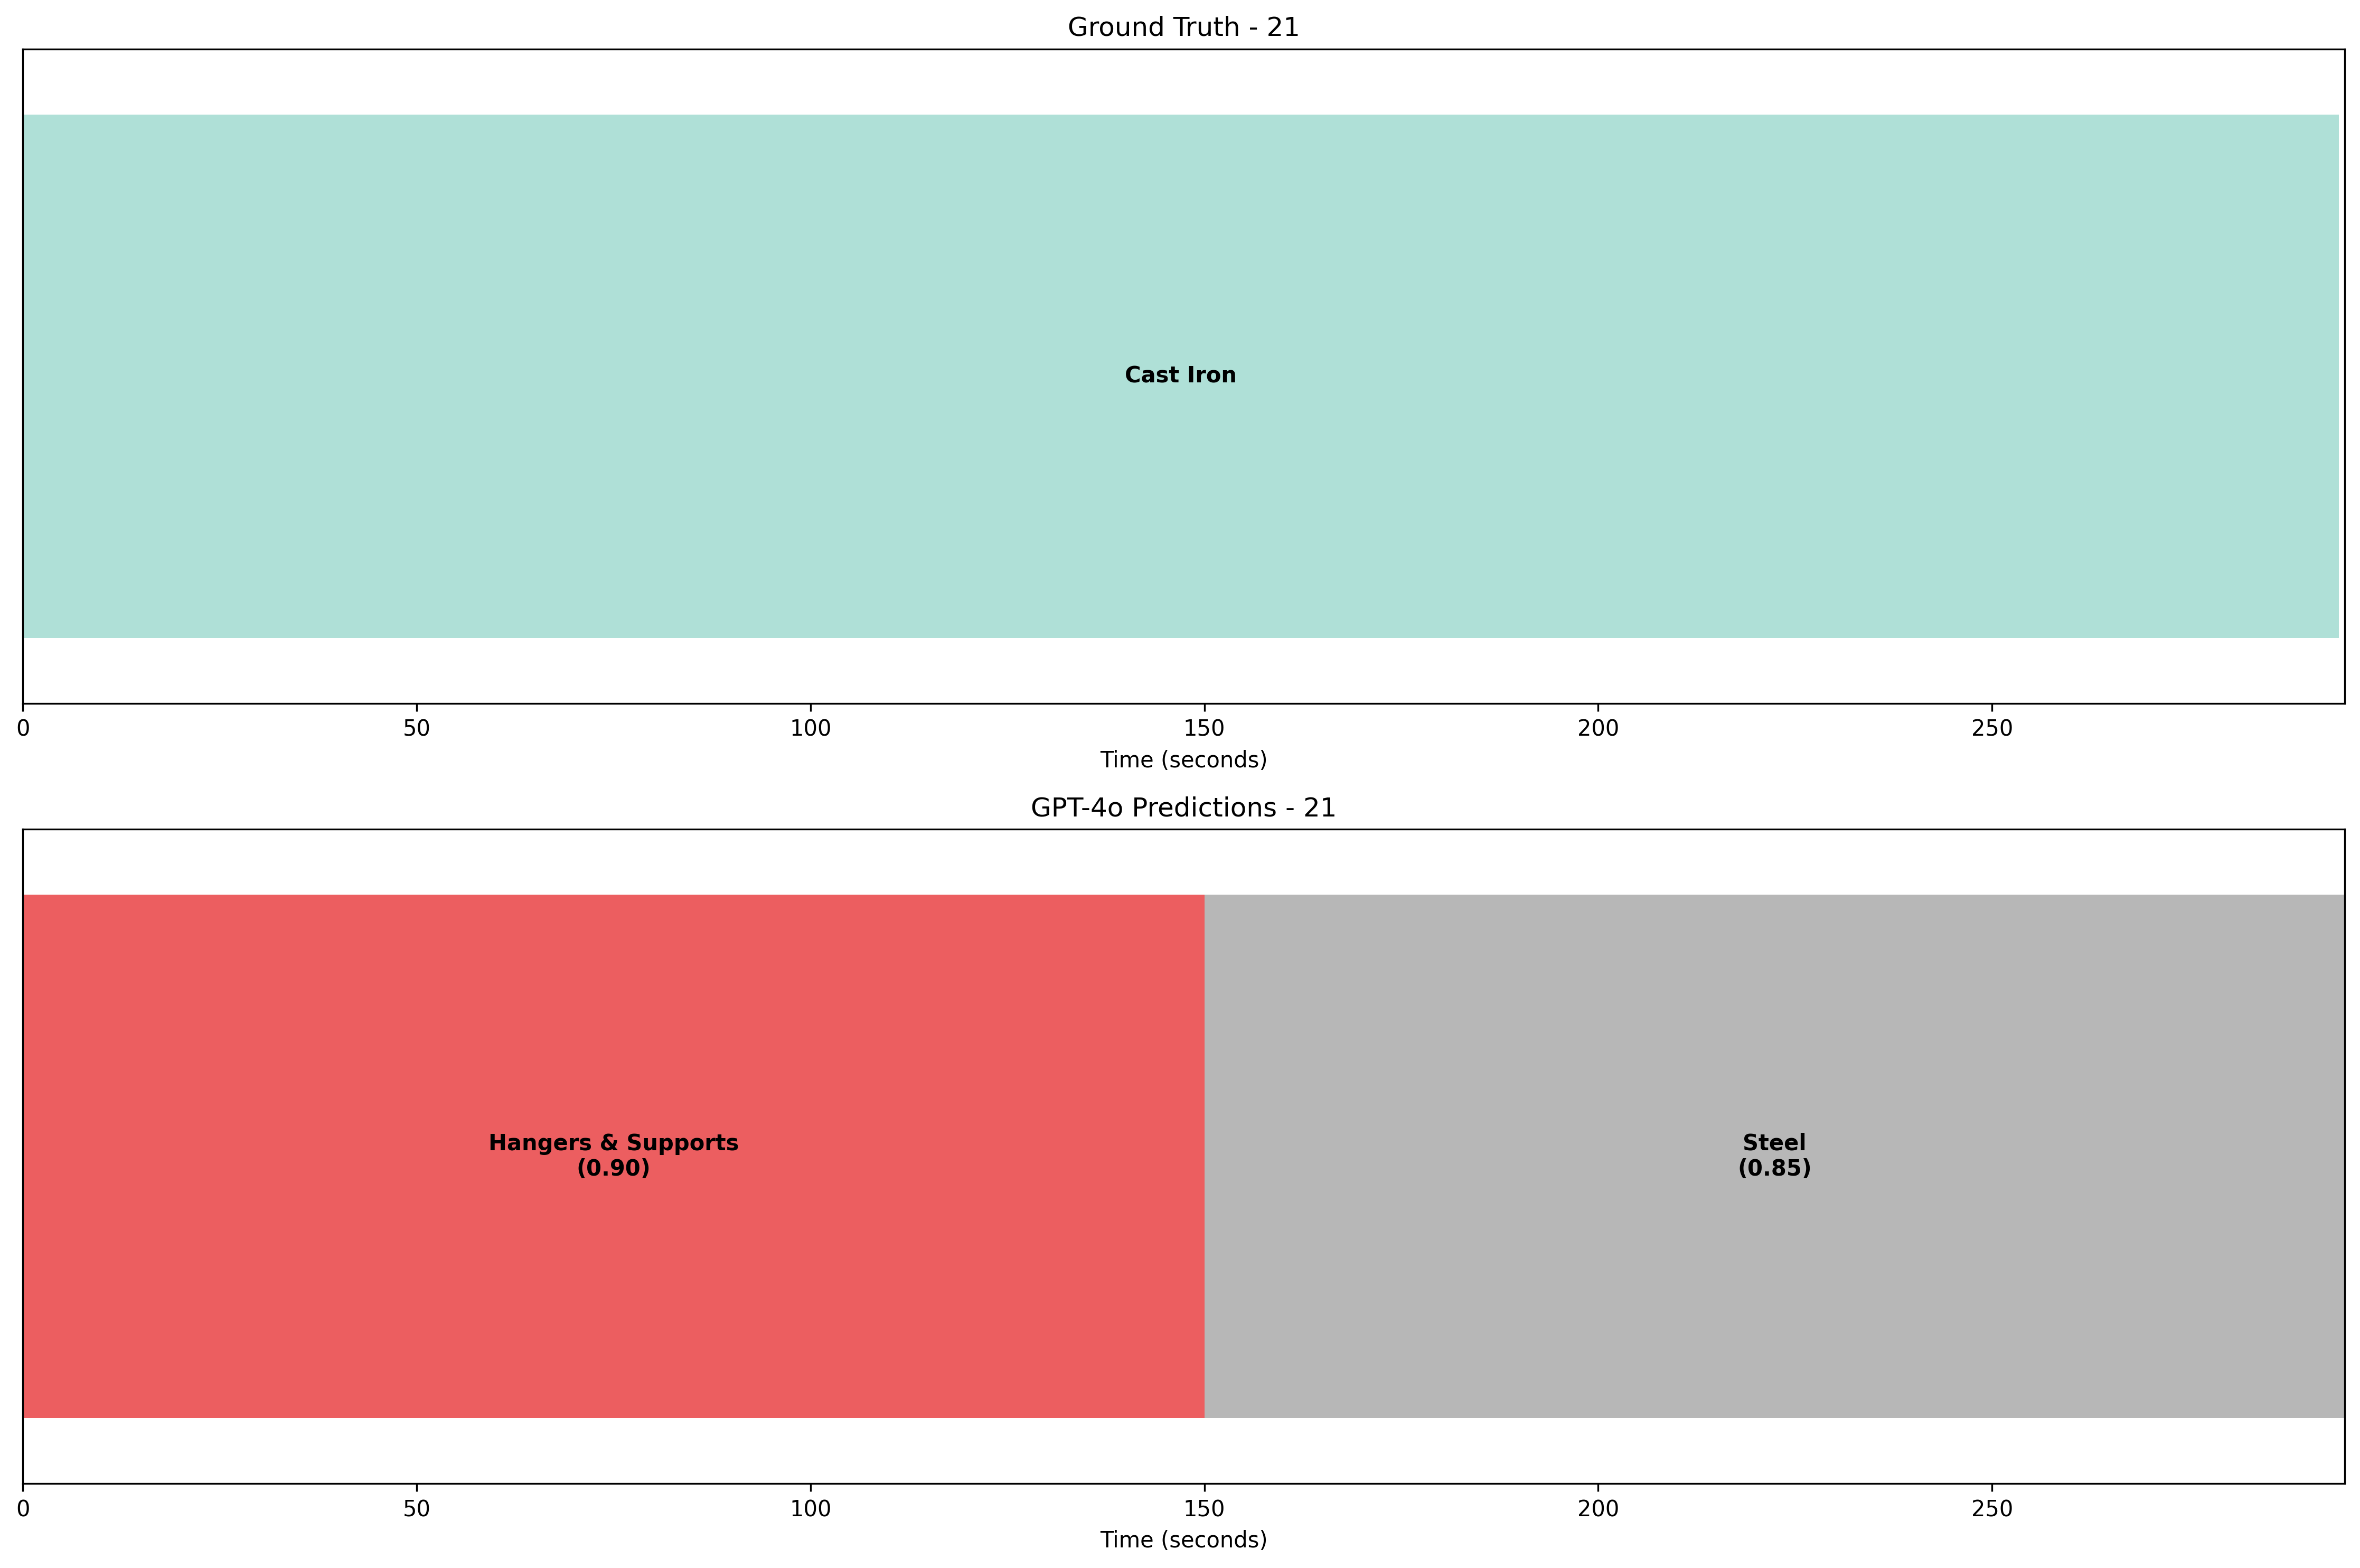 Ground Truth - 21
Cast Iron
0 50 100 150 200 250
Time (seconds)
GPT-4o Predictions - 21
Hangers & Supports
(0.90)
Steel
(0.85)
0 50 100 150 200 250
Time (seconds)